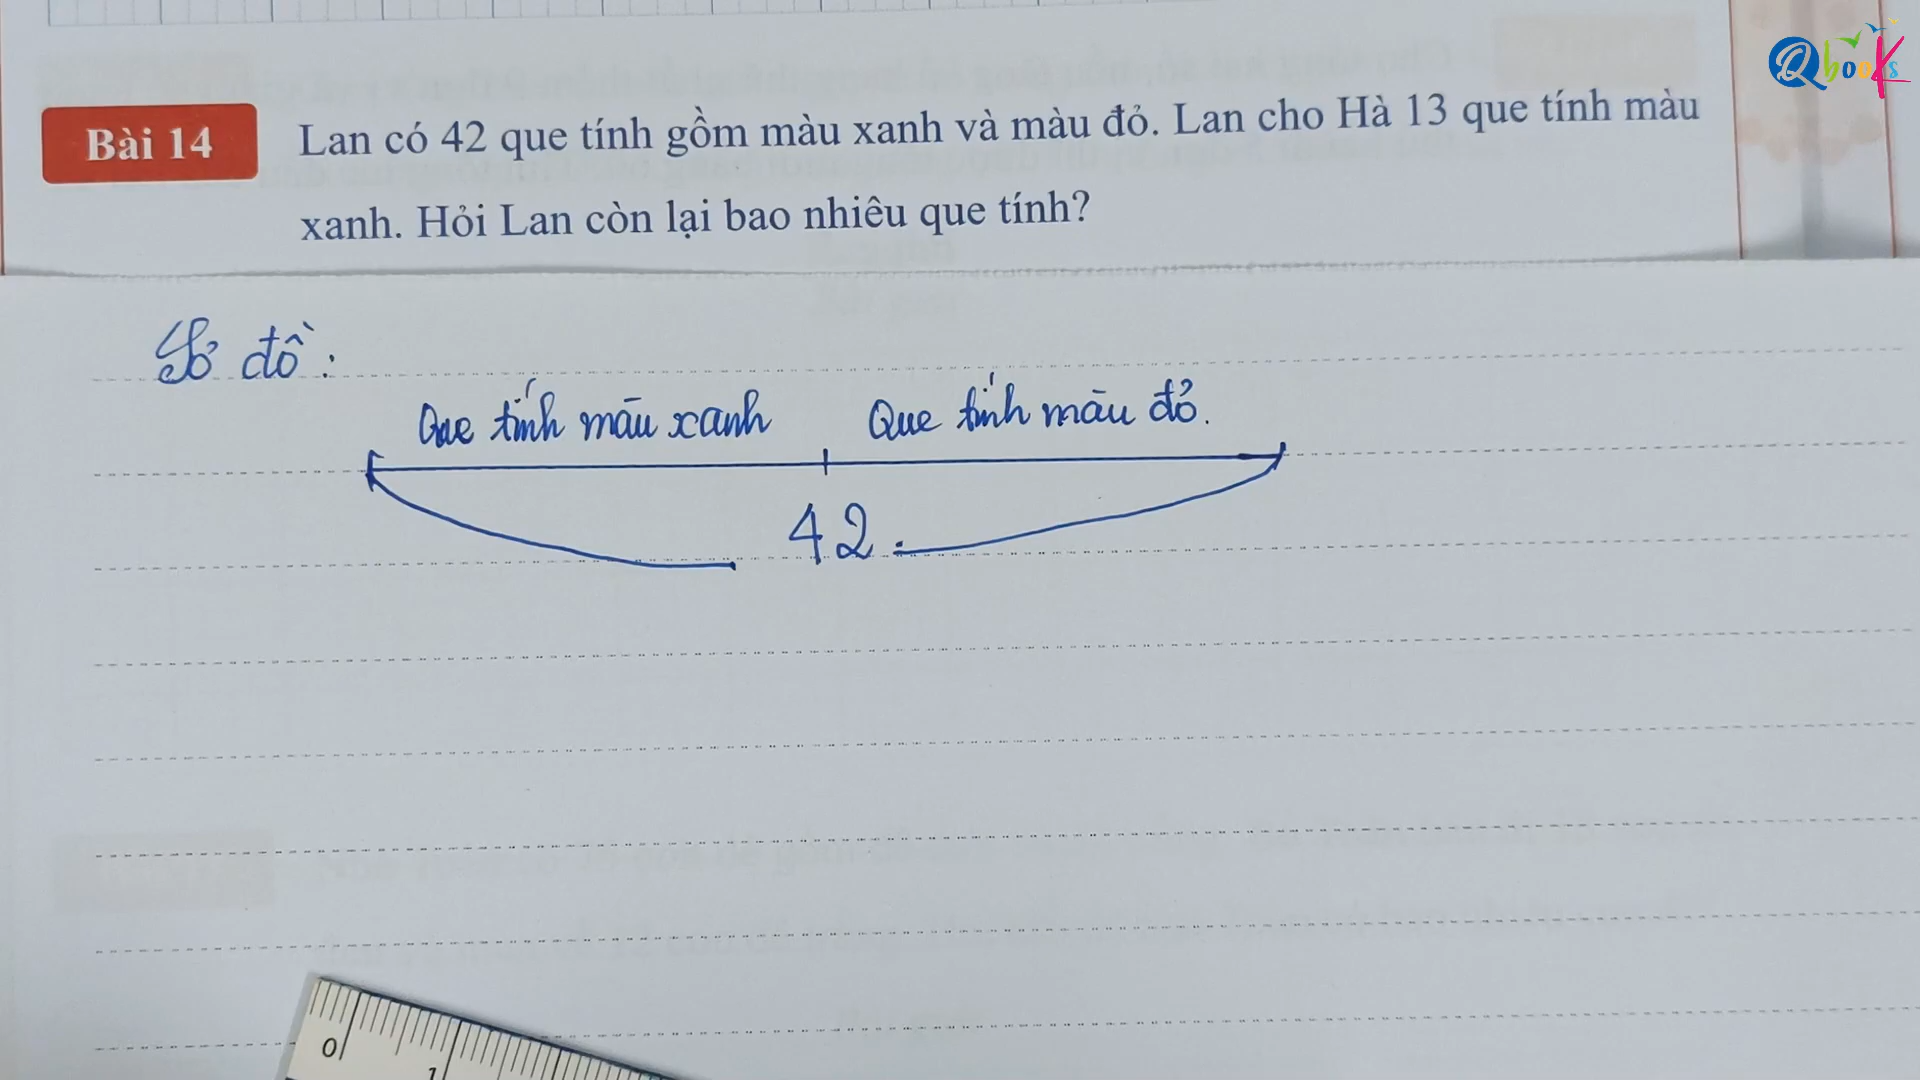 Qbooks
Bài 14
Lan có 42 que tính gồm màu xanh và màu đỏ. Lan cho Hà 13 que tính màu
xanh. Hỏi Lan còn lại bao nhiêu que tính?
Sơ đồ:
Que tính màu xanh
Que tính màu đỏ.
42
0
1